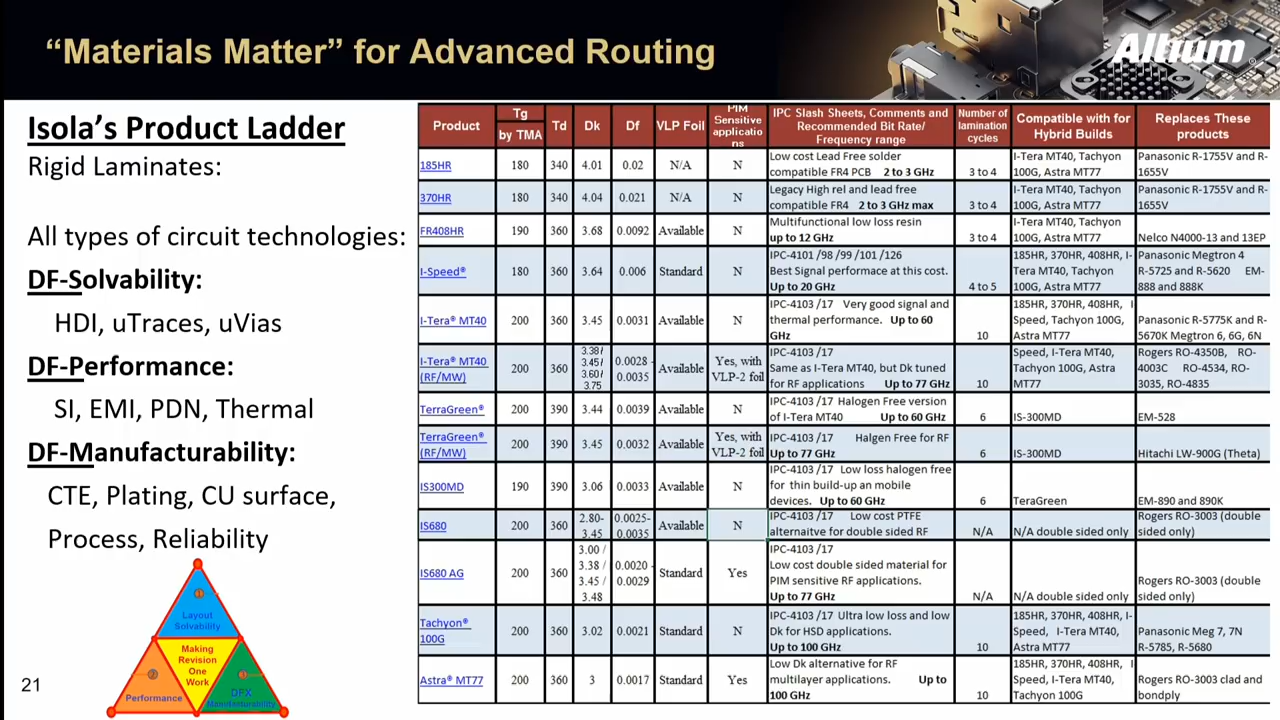 “Materials Matter” for Advanced Routing
Altium®
Isola’s Product Ladder
Rigid Laminates:
All types of circuit technologies:
DF-Solvability:
HDI, uTraces, uVias
DF-Performance:
SI, EMI, PDN, Thermal
DF-Manufacturability:
CTE, Plating, CU surface,
Process, Reliability
1
Layout
Solvability
Making
Revision
One
Work
2
Performance
DFX
Manufacturability
21
Product
Tg
by TMA
Td
Dk
Df
VLP Foil
PIM
Sensitive
applicatio
ns
IPC Slash Sheets, Comments and
Recommended Bit Rate/
Frequency range
Number of
lamination
cycles
Compatible with for
Hybrid Builds
Replaces These
products
185HR
180
340
4.01
0.02
N/A
N
Low cost Lead Free solder
compatible FR4 PCB 2 to 3 GHz
3 to 4
I-Tera MT40, Tachyon
100G, Astra MT77
Panasonic R-1755V and R-
1655V
370HR
180
340
4.04
0.021
N/A
N
Legacy High rel and lead free
compatible FR4 2 to 3 GHz max
3 to 4
I-Tera MT40, Tachyon
100G, Astra MT77
Panasonic R-1755V and R-
1655V
FR408HR
190
360
3.68
0.0092
Available
N
Multifunctional low loss resin
up to 12 GHz
3 to 4
I-Tera MT40, Tachyon
100G, Astra MT77
Nelco N4000-13 and 13EP
I-Speed®
180
360
3.64
0.006
Standard
N
IPC-4101 /98 /99 /101 /126
Best Signal performace at this cost.
Up to 20 GHz
4 to 5
185HR, 370HR, 408HR, I-
Tera MT40, Tachyon
100G, Astra MT77
Panasonic Megtron 4
R-5725 and R-5620 EM-
888 and 888K
I-Tera® MT40
200
360
3.45
0.0031
Available
N
IPC-4103 /17 Very good signal and
thermal performance. Up to 60
GHz
10
185HR, 370HR, 408HR, I
Speed, Tachyon 100G,
Astra MT77
Panasonic R-5775K and R-
5670K Megtron 6, 6G, 6N
I-Tera® MT40
(RF/MW)
200
360
3.38/
3.45/
3.60/
3.75
0.0028 -
0.0035
Available
Yes, with
VLP-2 foil
IPC-4103 /17
Same as I-Tera MT40, but Dk tuned
for RF applications Up to 77 GHz
10
Speed, I-Tera MT40,
Tachyon 100G, Astra
MT77
Rogers RO-4350B, RO-
4003C RO-4534, RO-
3035, RO-4835
TerraGreen®
200
390
3.44
0.0039
Available
N
IPC-4103 /17 Halogen Free version
of I-Tera MT40 Up to 60 GHz
6
IS-300MD
EM-528
TerraGreen®
(RF/MW)
200
390
3.45
0.0032
Available
Yes, with
VLP-2 foil
IPC-4103 /17 Halgen Free for RF
Up to 77 GHz
6
IS-300MD
Hitachi LW-900G (Theta)
IS300MD
190
390
3.06
0.0033
Available
N
IPC-4103 /17 Low loss halogen free
for thin build-up an mobile
devices. Up to 60 GHz
6
TeraGreen
EM-890 and 890K
IS680
200
360
2.80-
3.45
0.0025-
0.0035
Available
N
IPC-4103 /17 Low cost PTFE
alternaitve for double sided RF
N/A
N/A double sided only
Rogers RO-3003 (double
sided only)
IS680 AG
200
360
3.00 /
3.38 /
3.45 /
3.48
0.0020 -
0.0029
Standard
Yes
IPC-4103 /17
Low cost double sided material for
PIM sensitive RF applications.
Up to 77 GHz
N/A
N/A double sided only
Rogers RO-3003 (double
sided only)
Tachyon®
100G
200
360
3.02
0.0021
Standard
N
IPC-4103 /17 Ultra low loss and low
Dk for HSD applications.
Up to 100 GHz
10
185HR, 370HR, 408HR, I-
Speed, I-Tera MT40,
Astra MT77
Panasonic Meg 7, 7N
R-5785, R-5680
Astra® MT77
200
360
3
0.0017
Standard
Yes
Low Dk alternative for RF
multilayer applications. Up to
100 GHz
10
185HR, 370HR, 408HR, I
Speed, I-Tera MT40,
Tachyon 100G
Rogers RO-3003 clad and
bondply